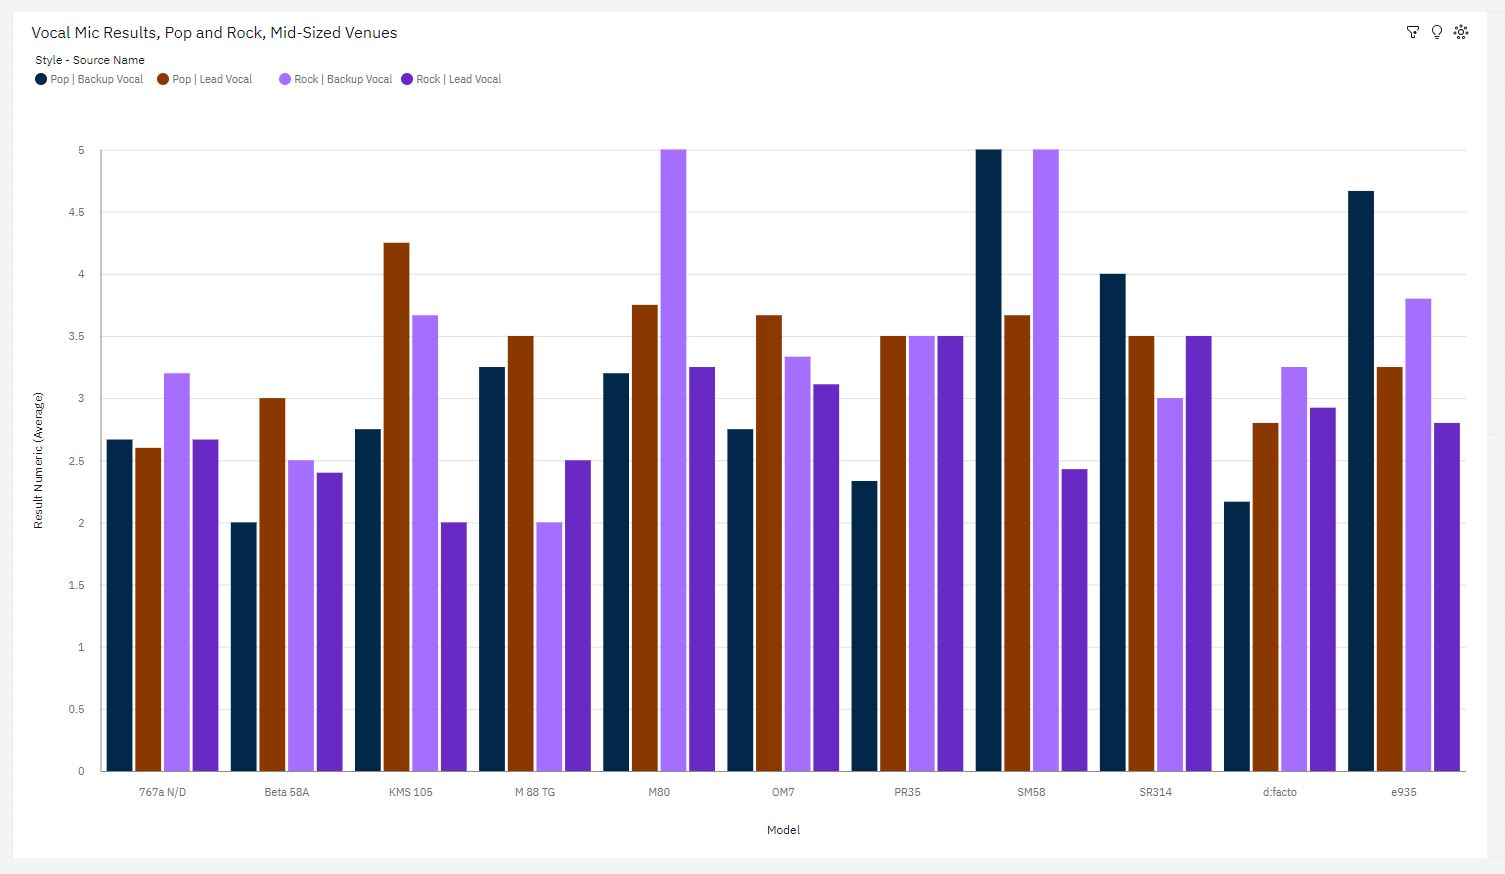 Vocal Mic Results, Pop and Rock, Mid-Sized Venues
Style - Source Name
Pop | Backup Vocal Pop | Lead Vocal Rock | Backup Vocal Rock | Lead Vocal
5
4.5
4
3.5
3
2.5
2
1.5
1
0.5
0
Result Numeric (Average)
767a N/D Beta 58A KMS 105 M 88 TG M80 OM7 PR35 SM58 SR314 d:facto e935
Model